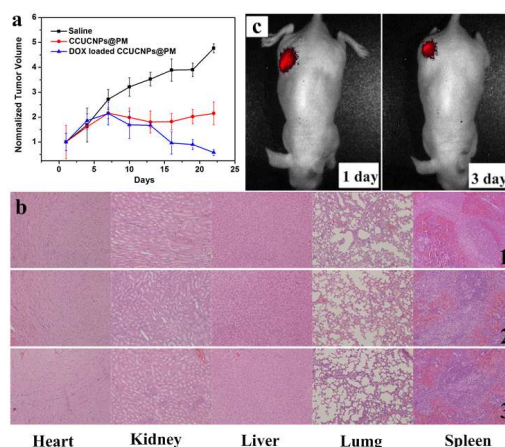 a
Saline
CCUCNPs@PM
DOX loaded CCUCNPs@PM
Nomnalized Tumor Volume
6
5
4
3
2
1
0 5 10 15 20 25
Days
c
1 day
3 day
b
1
2
3
Heart Kidney Liver Lumg Spleen